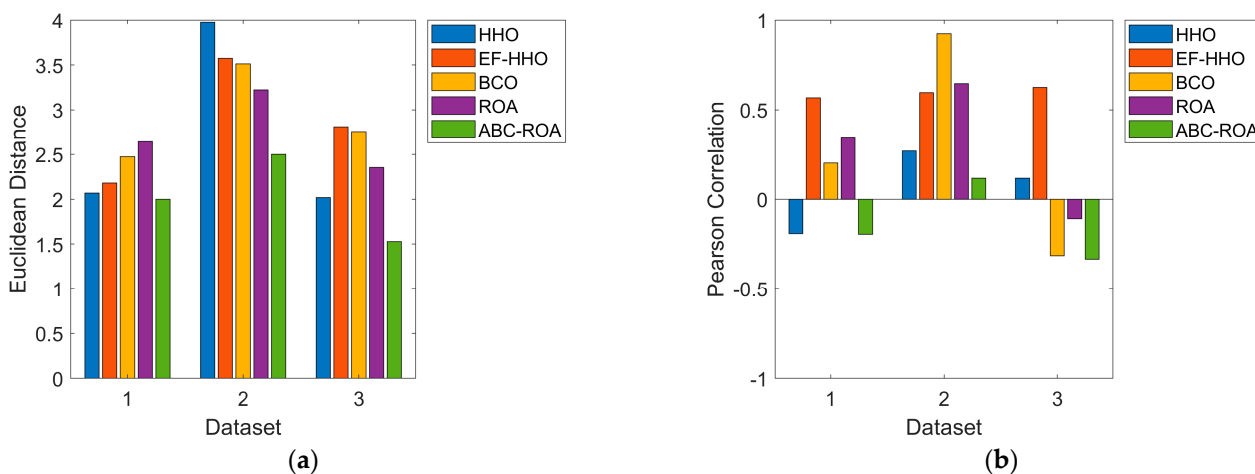 4
3.5
3
2.5
2
1.5
1
0.5
0
Euclidean Distance
1
2
3
Dataset
HHO
EF-HHO
BCO
ROA
ABC-ROA
(a)
1
0.5
0
-0.5
-1
Pearson Correlation
1
2
3
Dataset
HHO
EF-HHO
BCO
ROA
ABC-ROA
(b)